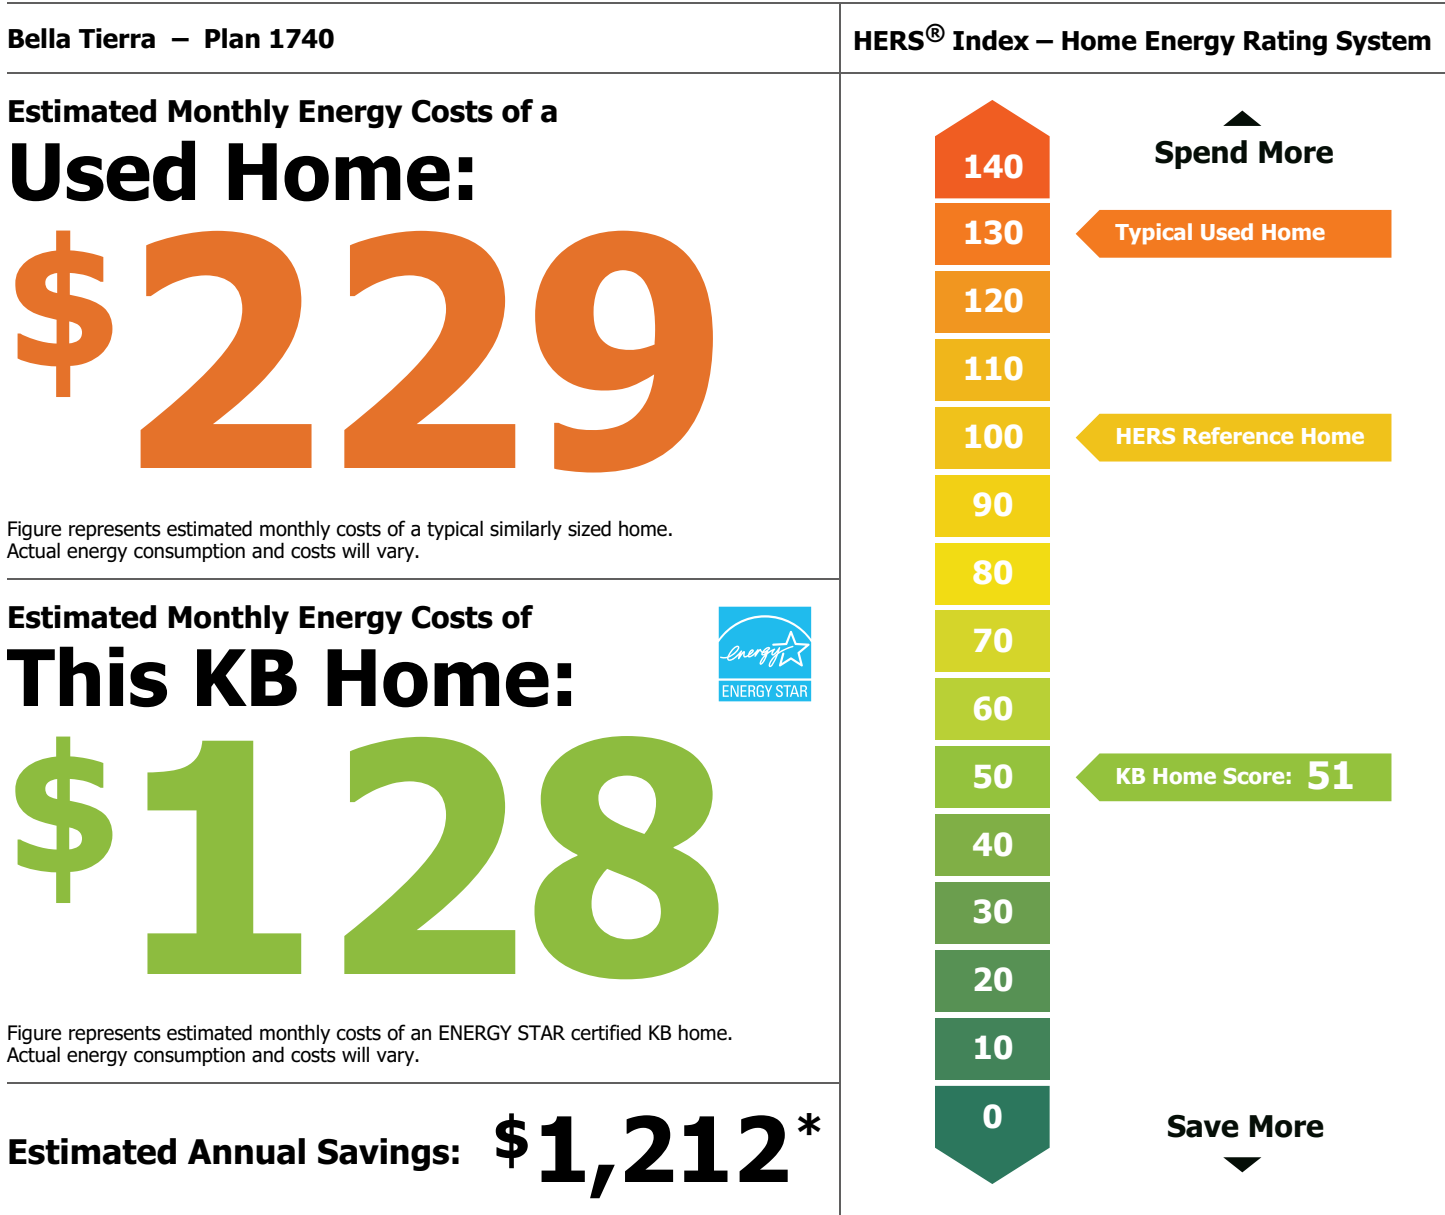 Bella Tierra – Plan 1740
Estimated Monthly Energy Costs of a
Used Home:
$229
Figure represents estimated monthly costs of a typical similarly sized home.
Actual energy consumption and costs will vary.
Estimated Monthly Energy Costs of
This KB Home:
energy
ENERGY STAR
$128
Figure represents estimated monthly costs of an ENERGY STAR certified KB home.
Actual energy consumption and costs will vary.
Estimated Annual Savings: $1,212*
HERS® Index – Home Energy Rating System
Spend More
140
130 Typical Used Home
120
110
100 HERS Reference Home
90
80
70
60
50 KB Home Score: 51
40
30
20
10
0
Save More